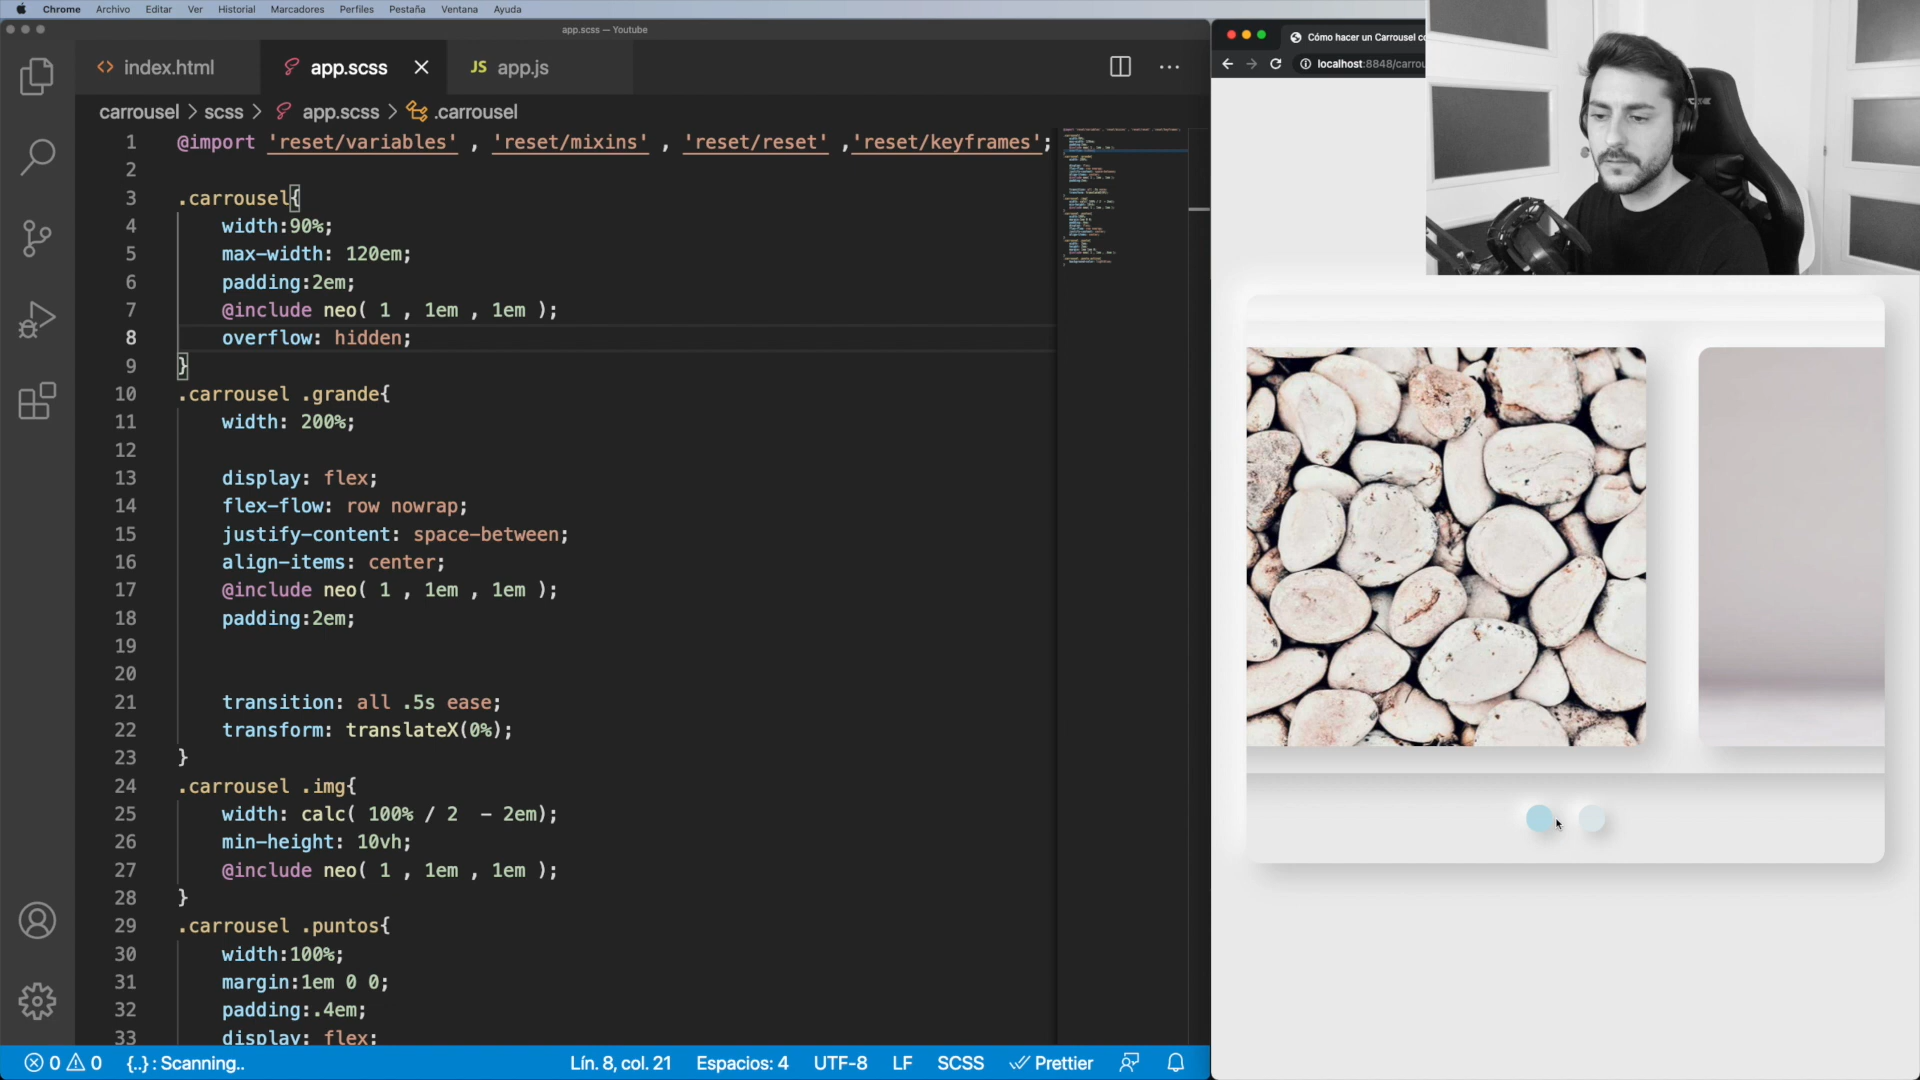 Chrome Archivo Editar Ver Historial Marcadores Perfiles Pestaña Ventana Ayuda
app.scss — Youtube
index.html
app.scss
JS app.js
carrousel > scss > app.scss > .carrousel
1 @import 'reset/variables' , 'reset/mixins' , 'reset/reset' ,'reset/keyframes';
2
3 .carrousel{
4 width:90%;
5 max-width: 120em;
6 padding:2em;
7 @include neo( 1 , 1em , 1em );
8 overflow: hidden;
9 }
10 .carrousel .grande{
11 width: 200%;
12
13 display: flex;
14 flex-flow: row nowrap;
15 justify-content: space-between;
16 align-items: center;
17 @include neo( 1 , 1em , 1em );
18 padding:2em;
19
20
21 transition: all .5s ease;
22 transform: translateX(0%);
23 }
24 .carrousel .img{
25 width: calc( 100% / 2  - 2em);
26 min-height: 10vh;
27 @include neo( 1 , 1em , 1em );
28 }
29 .carrousel .puntos{
30 width:100%;
31 margin:1em 0 0;
32 padding:.4em;
33 display: flex;
0 0 {..} : Scanning..
Lín. 8, col. 21 Espacios: 4 UTF-8 LF SCSS Prettier
Cómo hacer un Carrousel
localhost:8848/carrou